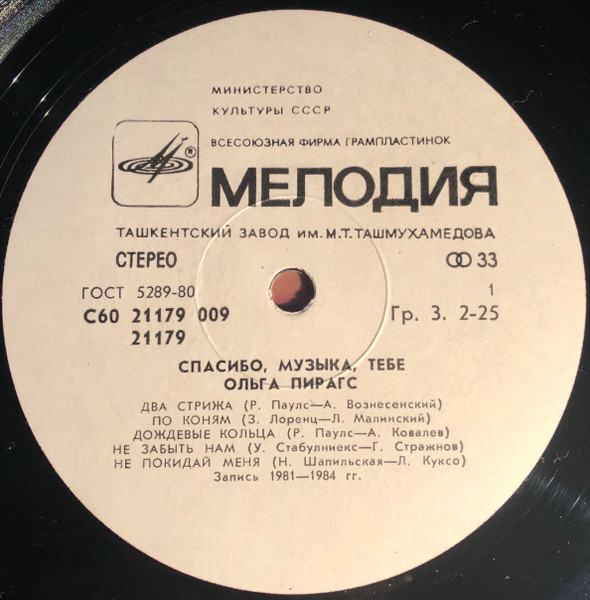 МИНИСТЕРСТВО
КУЛЬТУРЫ СССР
ВСЕСОЮЗНАЯ ФИРМА ГРАМПЛАСТИНОК
®
МЕЛОДИЯ
ТАШКЕНТСКИЙ ЗАВОД ИМ. М.Т. ТАШМУХАМЕДОВА
СТЕРЕО 33
ГОСТ 5289-80 1
С60 21179 009 Гр. 3. 2-25
21179
СПАСИБО, МУЗЫКА, ТЕБЕ
ОЛЬГА ПИРАГС
ДВА СТРИЖА (Р. Паулс—А. Вознесенский)
ПО КОНЯМ (З. Лоренц—Л. Малинский)
ДОЖДЕВЫЕ КОЛЬЦА (Р. Паулс—А. Ковалев)
НЕ ЗАБЫТЬ НАМ (У. Стабулниекс—Г. Стражнов)
НЕ ПОКИДАЙ МЕНЯ (Н. Шапильская—Л. Куксо)
Запись 1981—1984 гг.